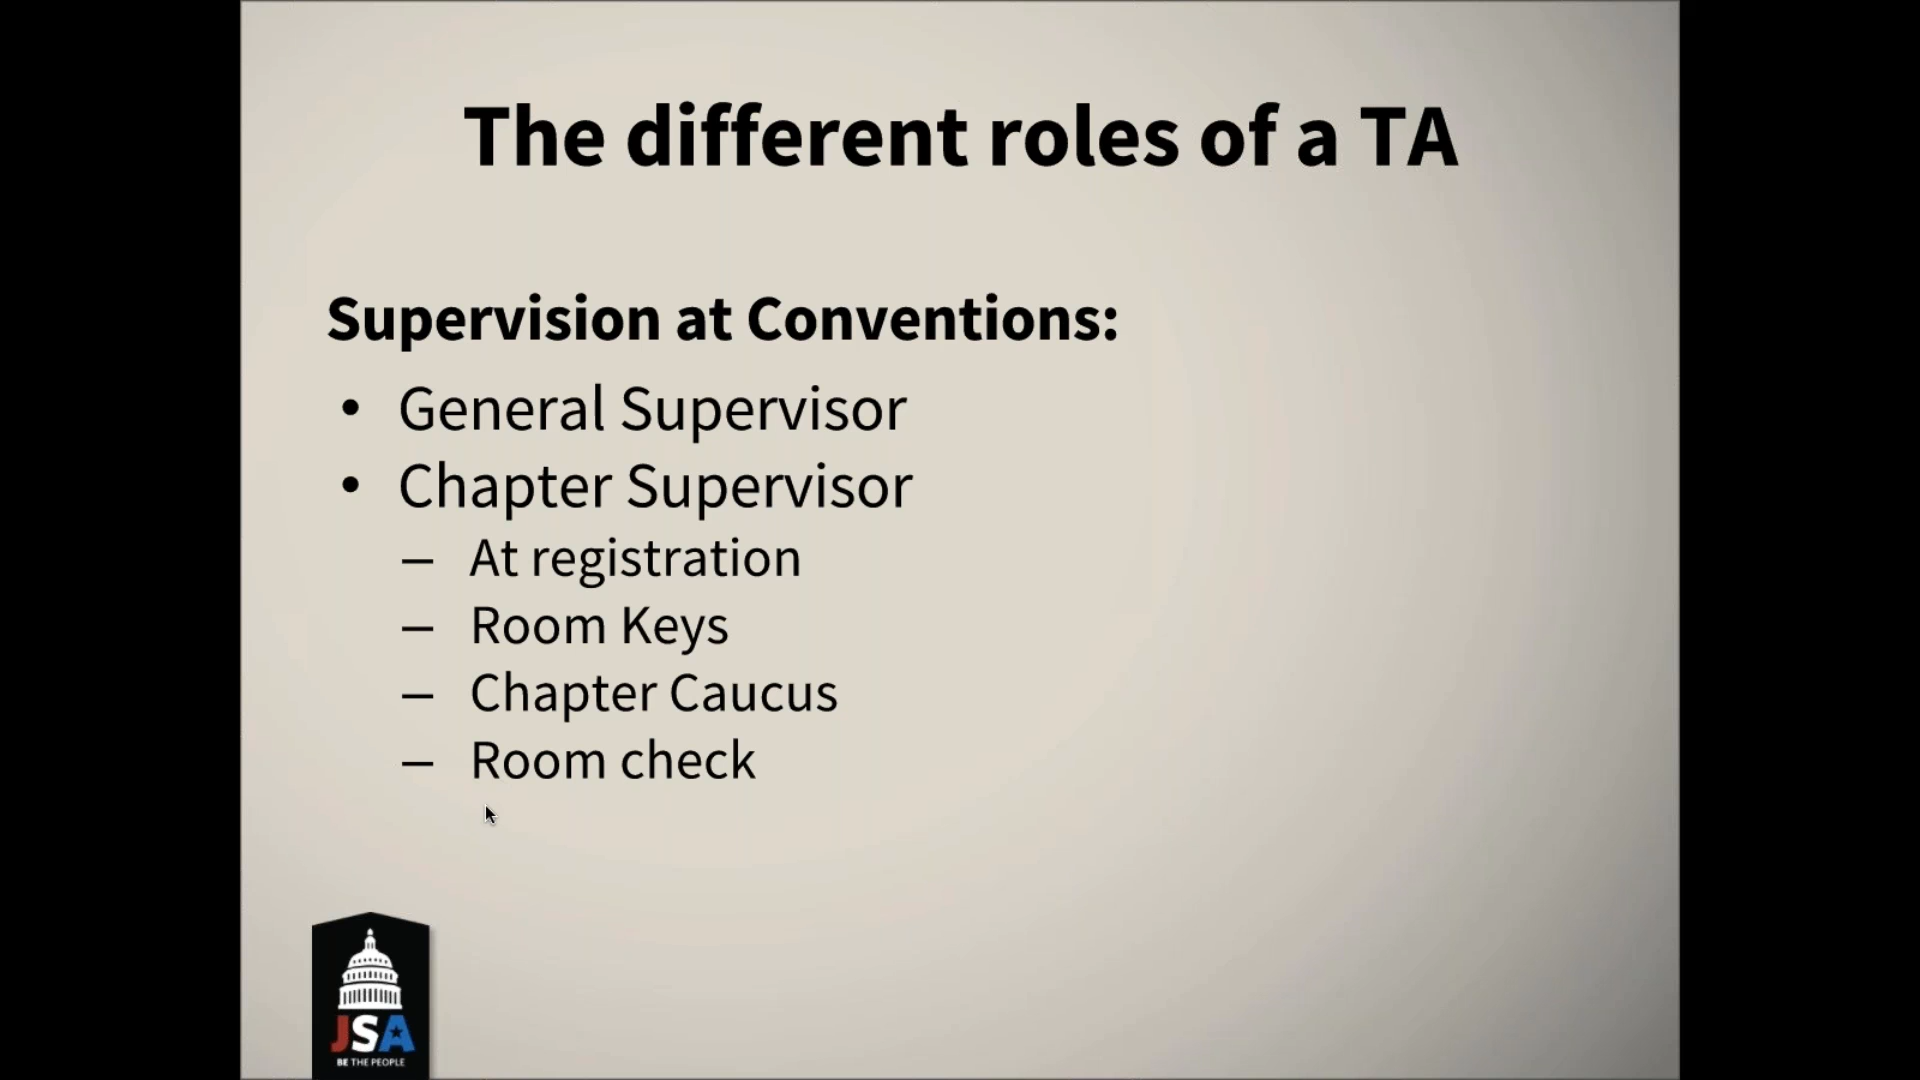 The different roles of a TA
Supervision at Conventions:
• General Supervisor
• Chapter Supervisor
– At registration
– Room Keys
– Chapter Caucus
– Room check
JSA
BE THE PEOPLE